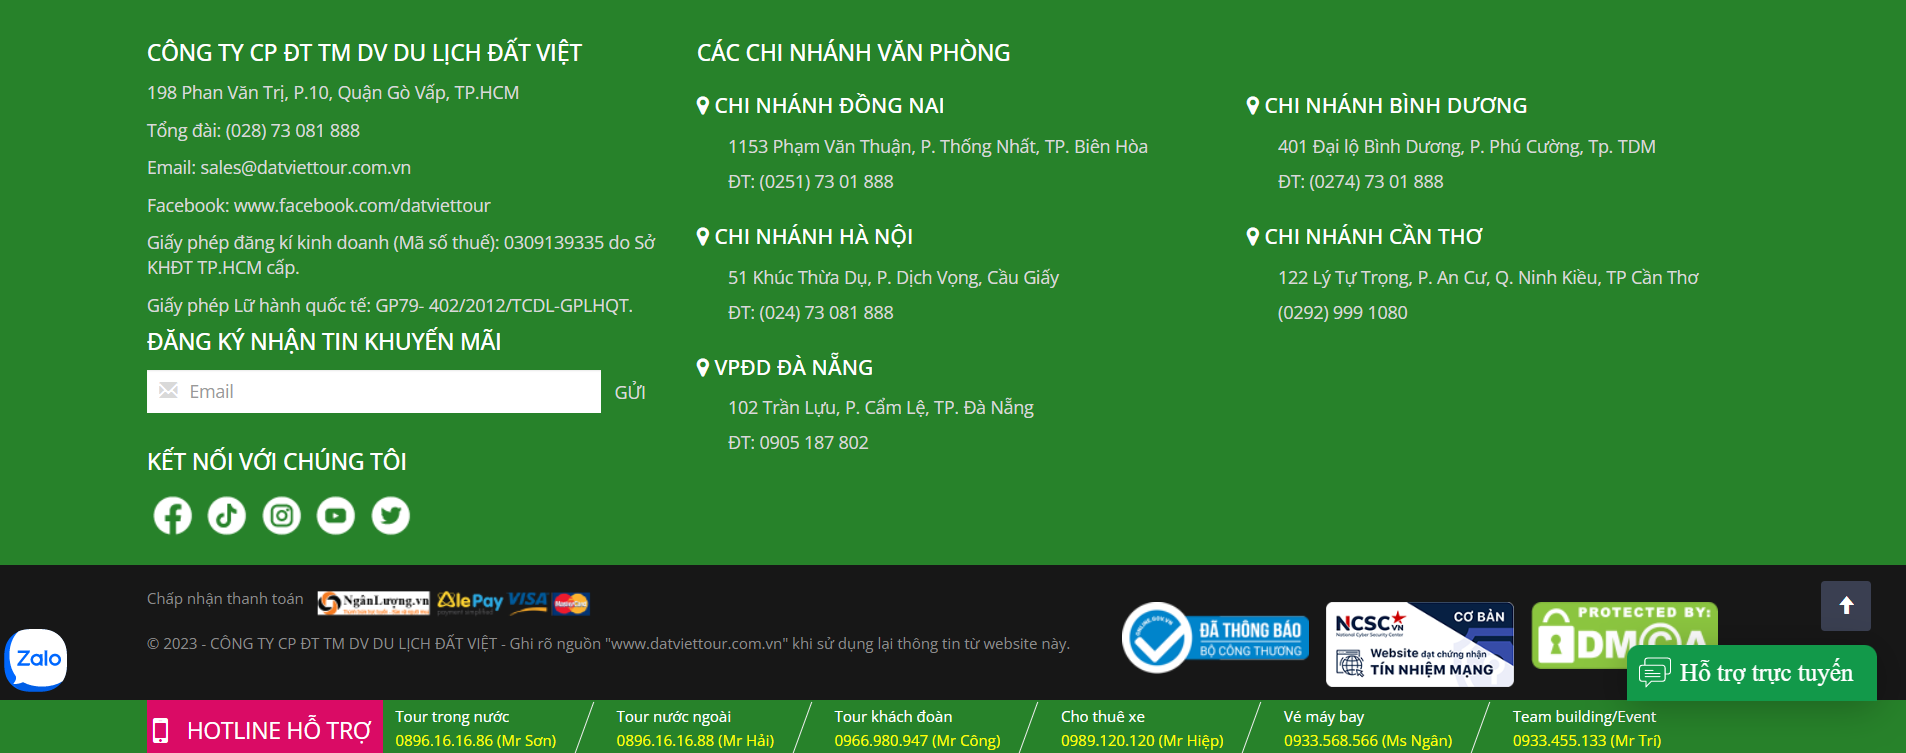 CÔNG TY CP ĐT TM DV DU LỊCH ĐẤT VIỆT
198 Phan Văn Trị, P.10, Quận Gò Vấp, TP.HCM
Tổng đài: (028) 73 081 888
Email: sales@datviettour.com.vn
Facebook: www.facebook.com/datviettour
Giấy phép đăng kí kinh doanh (Mã số thuế): 0309139335 do Sở
KHĐT TP.HCM cấp.
Giấy phép Lữ hành quốc tế: GP79- 402/2012/TCDL-GPLHQT.
ĐĂNG KÝ NHẬN TIN KHUYẾN MÃI
Email
GỬI
KẾT NỐI VỚI CHÚNG TÔI
CÁC CHI NHÁNH VĂN PHÒNG
CHI NHÁNH ĐỒNG NAI
1153 Phạm Văn Thuận, P. Thống Nhất, TP. Biên Hòa
ĐT: (0251) 73 01 888
CHI NHÁNH BÌNH DƯƠNG
401 Đại lộ Bình Dương, P. Phú Cường, Tp. TDM
ĐT: (0274) 73 01 888
CHI NHÁNH HÀ NỘI
51 Khúc Thừa Dụ, P. Dịch Vọng, Cầu Giấy
ĐT: (024) 73 081 888
CHI NHÁNH CẦN THƠ
122 Lý Tự Trọng, P. An Cư, Q. Ninh Kiều, TP Cần Thơ
(0292) 999 1080
VPĐD ĐÀ NẴNG
102 Trần Lựu, P. Cẩm Lệ, TP. Đà Nẵng
ĐT: 0905 187 802
Chấp nhận thanh toán
NgânLượng.vn
AlePay
VISA
MasterCard
© 2023 - CÔNG TY CP ĐT TM DV DU LỊCH ĐẤT VIỆT - Ghi rõ nguồn "www.datviettour.com.vn" khi sử dụng lại thông tin từ website này.
Zalo
ONLINE.GOV.VN
ĐÃ THÔNG BÁO
BỘ CÔNG THƯƠNG
NCSC VN
National Cyber Security Center
CƠ BẢN
Website đạt chứng nhận
TÍN NHIỆM MẠNG
PROTECTED BY:
DMCA
Hỗ trợ trực tuyến
HOTLINE HỖ TRỢ
Tour trong nước
0896.16.16.86 (Mr Sơn)
Tour nước ngoài
0896.16.16.88 (Mr Hải)
Tour khách đoàn
0966.980.947 (Mr Công)
Cho thuê xe
0989.120.120 (Mr Hiệp)
Vé máy bay
0933.568.566 (Ms Ngân)
Team building/Event
0933.455.133 (Mr Trí)